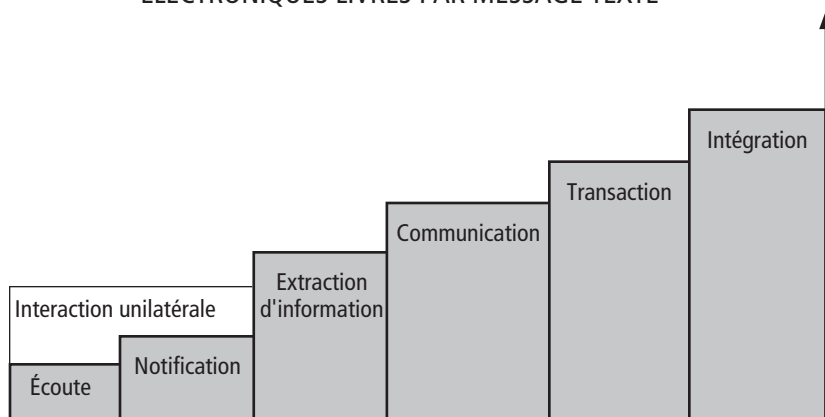 Intégration
Transaction
Communication
Extraction
d'information
Interaction unilatérale
Notification
Écoute